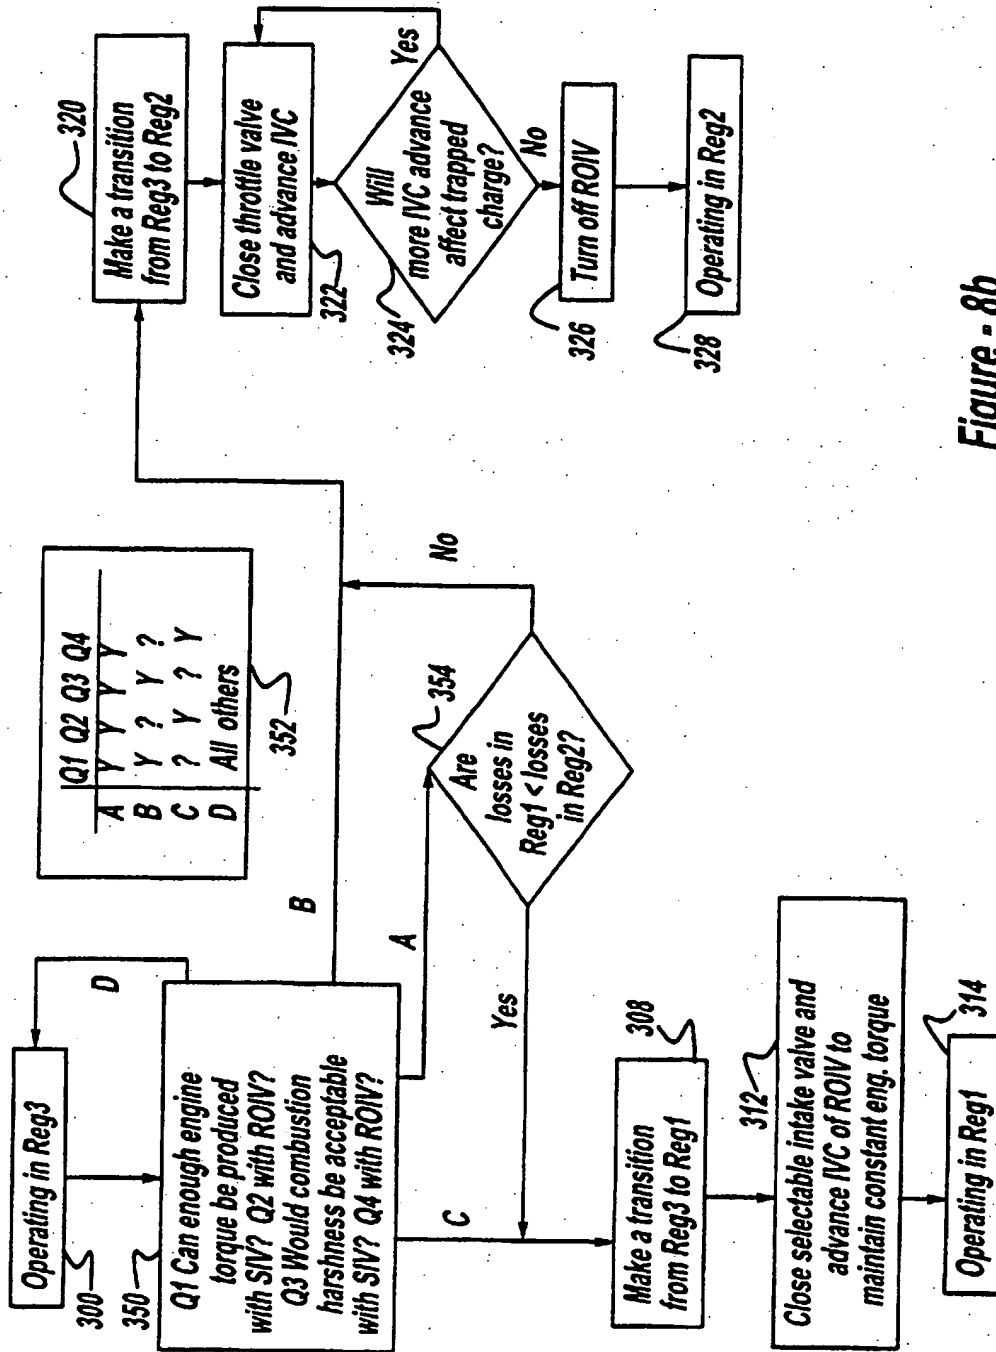 Operating in Reg3
300
D
350
Q1 Can enough engine
torque be produced
with SIV? Q2 with ROIV?
Q3 Would combustion
harshness be acceptable
with SIV? Q4 with ROIV?
Q1 Q2 Q3 Q4
A Y Y Y Y
B Y ? Y ?
C ? Y ? Y
D All others
352
B
A
C
354
Are
losses in
Reg1 < losses
in Reg2?
Yes
No
308
Make a transition
from Reg3 to Reg1
312
Close selectable intake valve and
advance IVC of ROIV to
maintain constant eng. torque
314
Operating in Reg1
320
Make a transition
from Reg3 to Reg2
Close throttle valve
and advance IVC
322
Will
more IVC advance
affect trapped
charge?
324
Yes
No
Turn off ROIV
326
Operating in Reg2
328
Figure - 8b